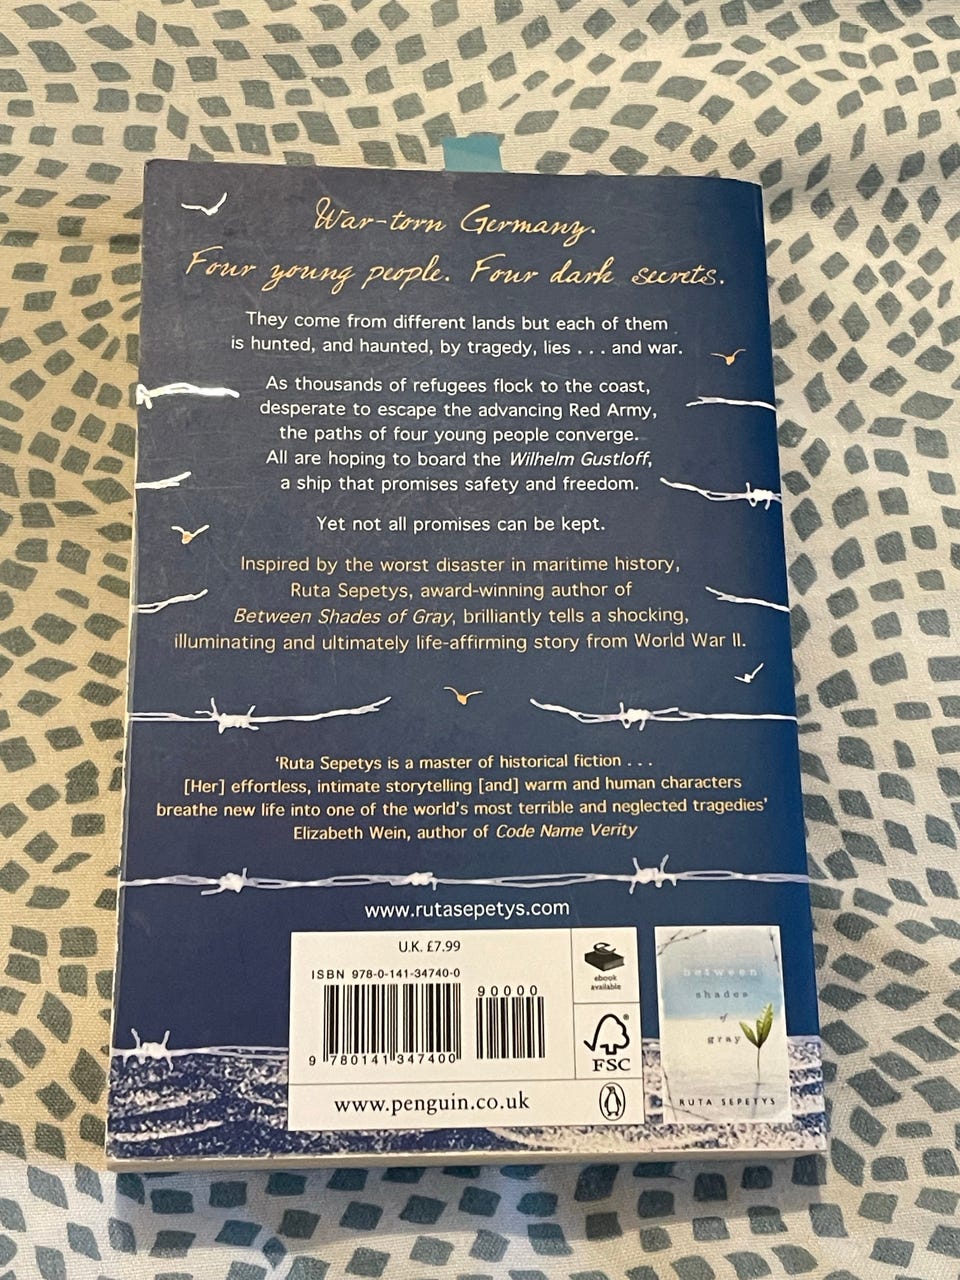 War-torn Germany.
Four young people. Four dark secrets.
They come from different lands but each of them
is hunted, and haunted, by tragedy, lies . . . and war.
As thousands of refugees flock to the coast,
desperate to escape the advancing Red Army,
the paths of four young people converge.
All are hoping to board the Wilhelm Gustloff,
a ship that promises safety and freedom.
Yet not all promises can be kept.
Inspired by the worst disaster in maritime history,
Ruta Sepetys, award-winning author of
Between Shades of Gray, brilliantly tells a shocking,
illuminating and ultimately life-affirming story from World War II.
‘Ruta Sepetys is a master of historical fiction . . .
[Her] effortless, intimate storytelling [and] warm and human characters
breathe new life into one of the world’s most terrible and neglected tragedies’
Elizabeth Wein, author of Code Name Verity
www.rutasepetys.com
U.K. £7.99
ISBN 978-0-141-34740-0
90000
9 780141 347400
www.penguin.co.uk
ebook
available
®
FSC
between
shades
of
gray
RUTA SEPETYS